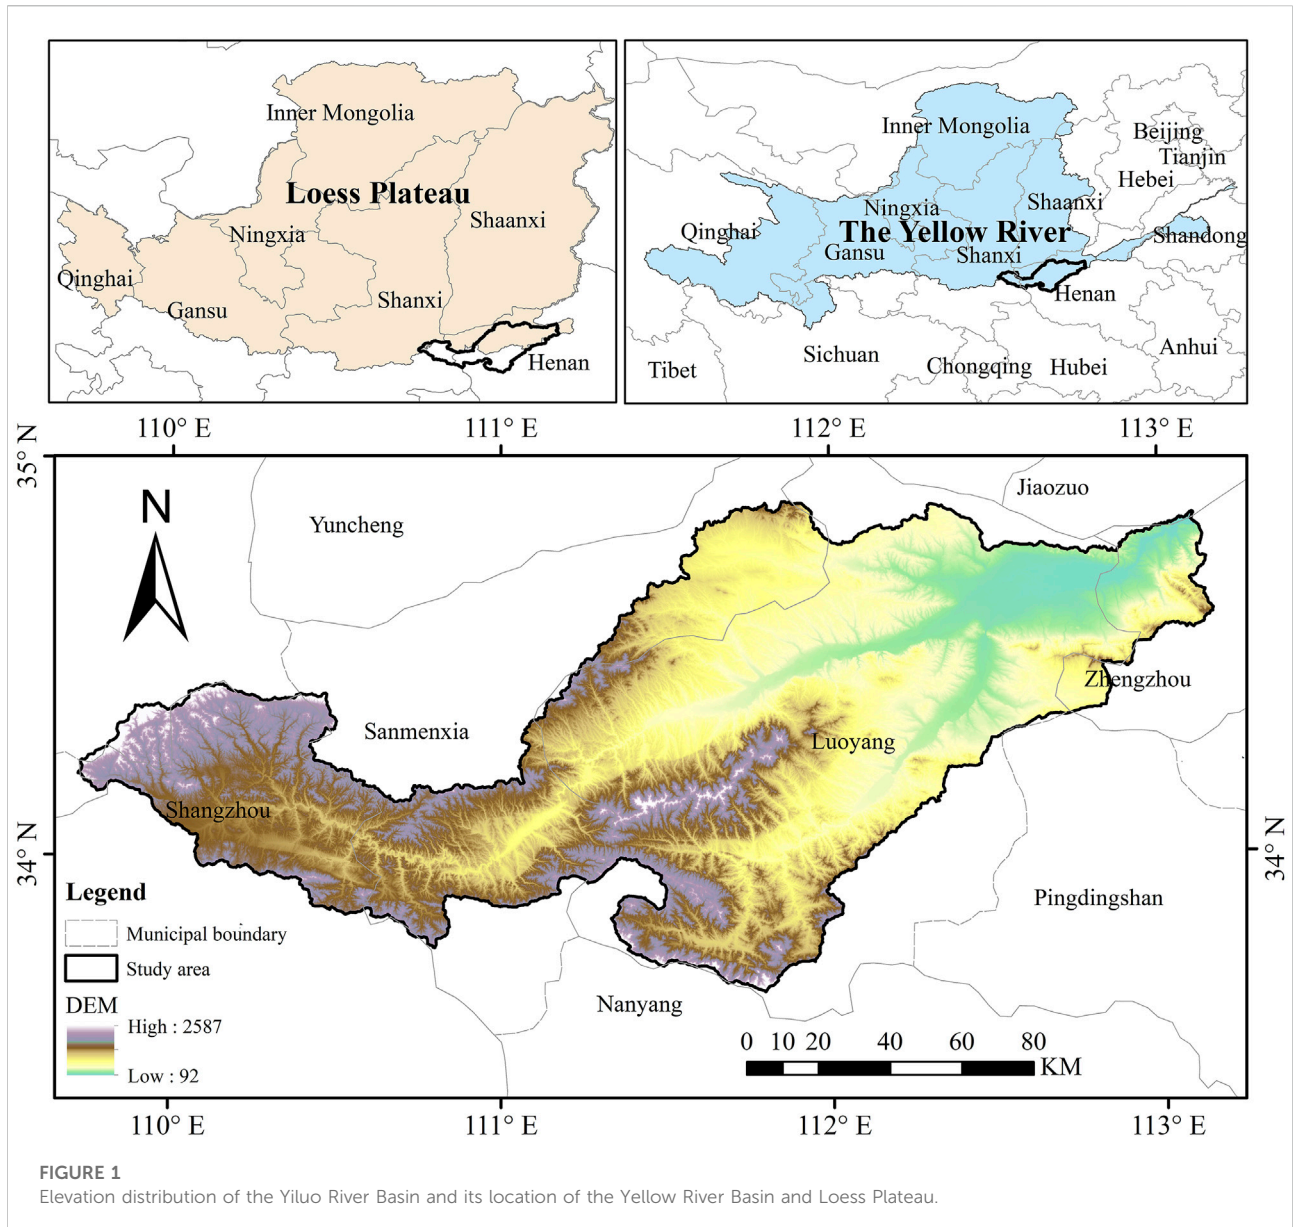 Inner Mongolia
Loess Plateau
Shaanxi
Ningxia
Qinghai
Shanxi
Gansu
Henan
Inner Mongolia
Beijing
Tianjin
Hebei
Shaanxi
Ningxia
Qinghai
The Yellow River
Shandong
Gansu
Shanxi
Henan
Sichuan
Anhui
Tibet
Chongqing
Hubei
110° E
111° E
112° E
113° E
35° N
N
Yuncheng
Jiaozuo
Zhengzhou
Sanmenxia
Luoyang
Shangzhou
34° N
34° N
Pingdingshan
Nanyang
Legend
Municipal boundary
Study area
DEM
High : 2587
Low : 92
0 10 20 40 60 80
KM
110° E
111° E
112° E
113° E
FIGURE 1
Elevation distribution of the Yiluo River Basin and its location of the Yellow River Basin and Loess Plateau.